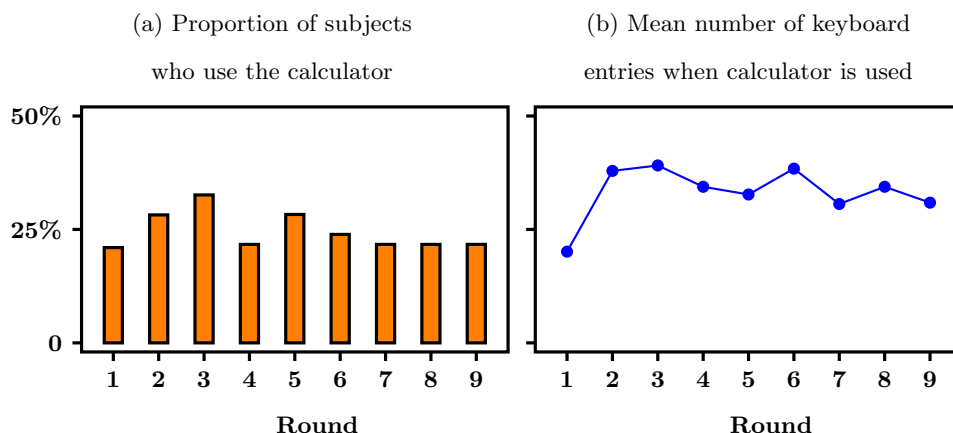 (a) Proportion of subjects
who use the calculator
50%
25%
0
1 2 3 4 5 6 7 8 9
Round
(b) Mean number of keyboard
entries when calculator is used
1 2 3 4 5 6 7 8 9
Round